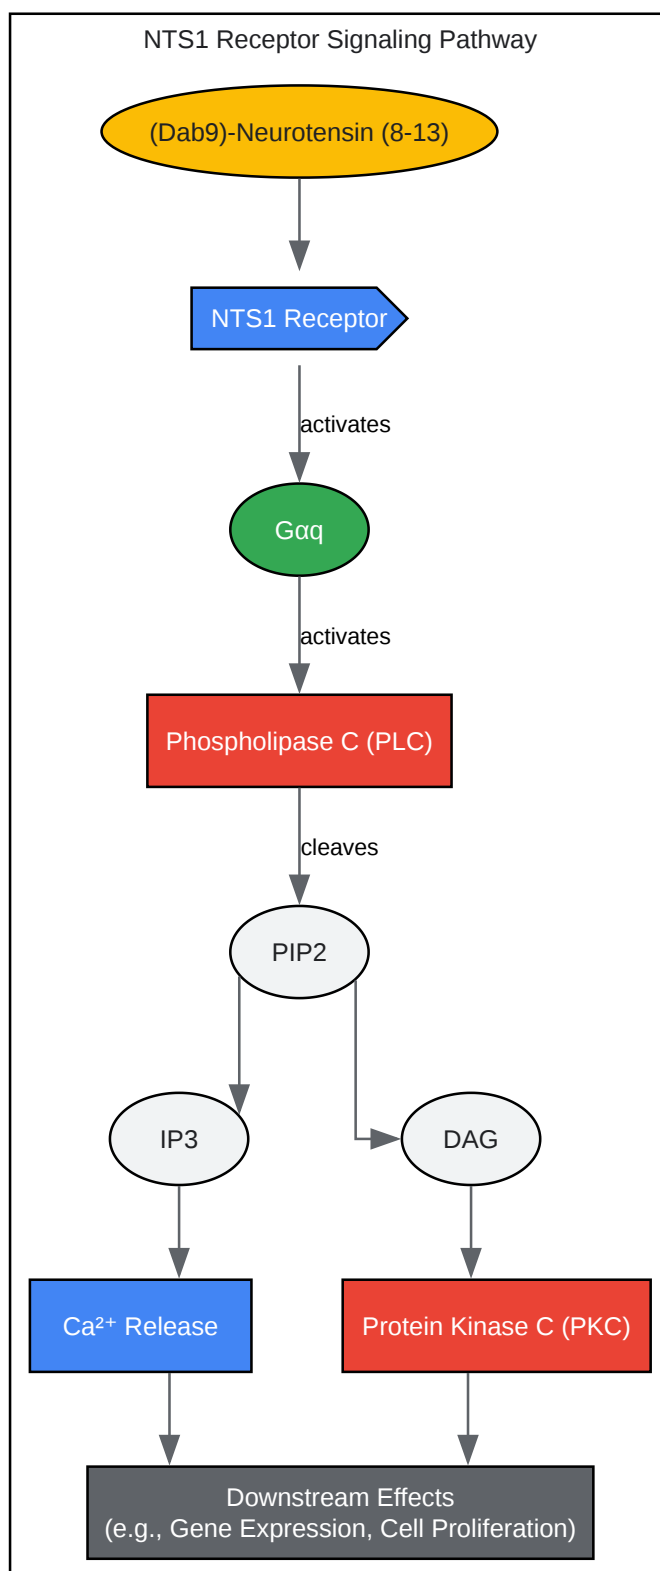 NTS1 Receptor Signaling Pathway
(Dab9)-Neurotensin (8-13)
NTS1 Receptor
activates
Gαq
activates
Phospholipase C (PLC)
cleaves
PIP2
IP3
DAG
Ca²⁺ Release
Protein Kinase C (PKC)
Downstream Effects
(e.g., Gene Expression, Cell Proliferation)